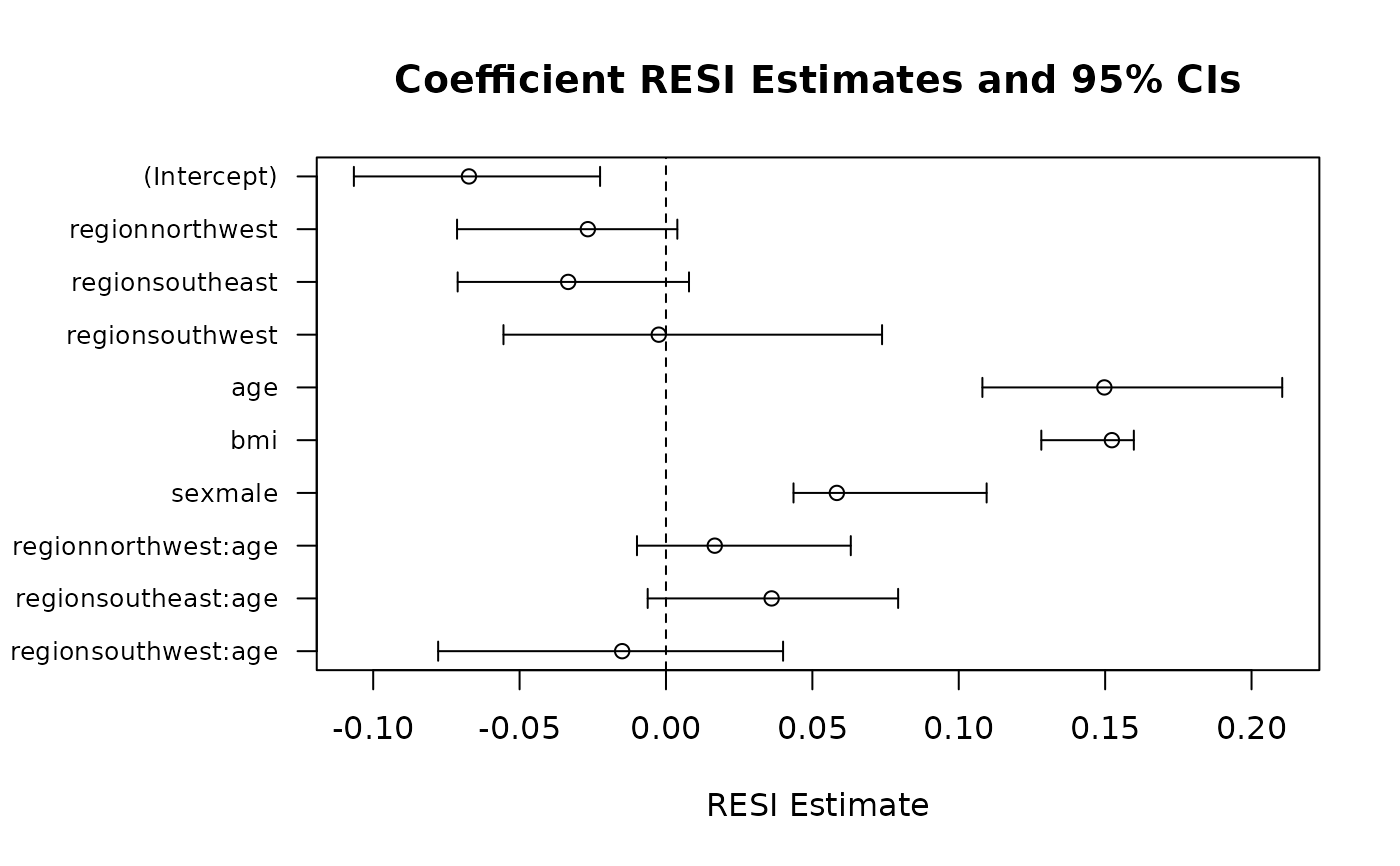 Coefficient RESI Estimates and 95% CIs
(Intercept)
regionnorthwest
regionsoutheast
regionsouthwest
age
bmi
sexmale
regionnorthwest:age
regionsoutheast:age
regionsouthwest:age
-0.10 -0.05 0.00 0.05 0.10 0.15 0.20
RESI Estimate